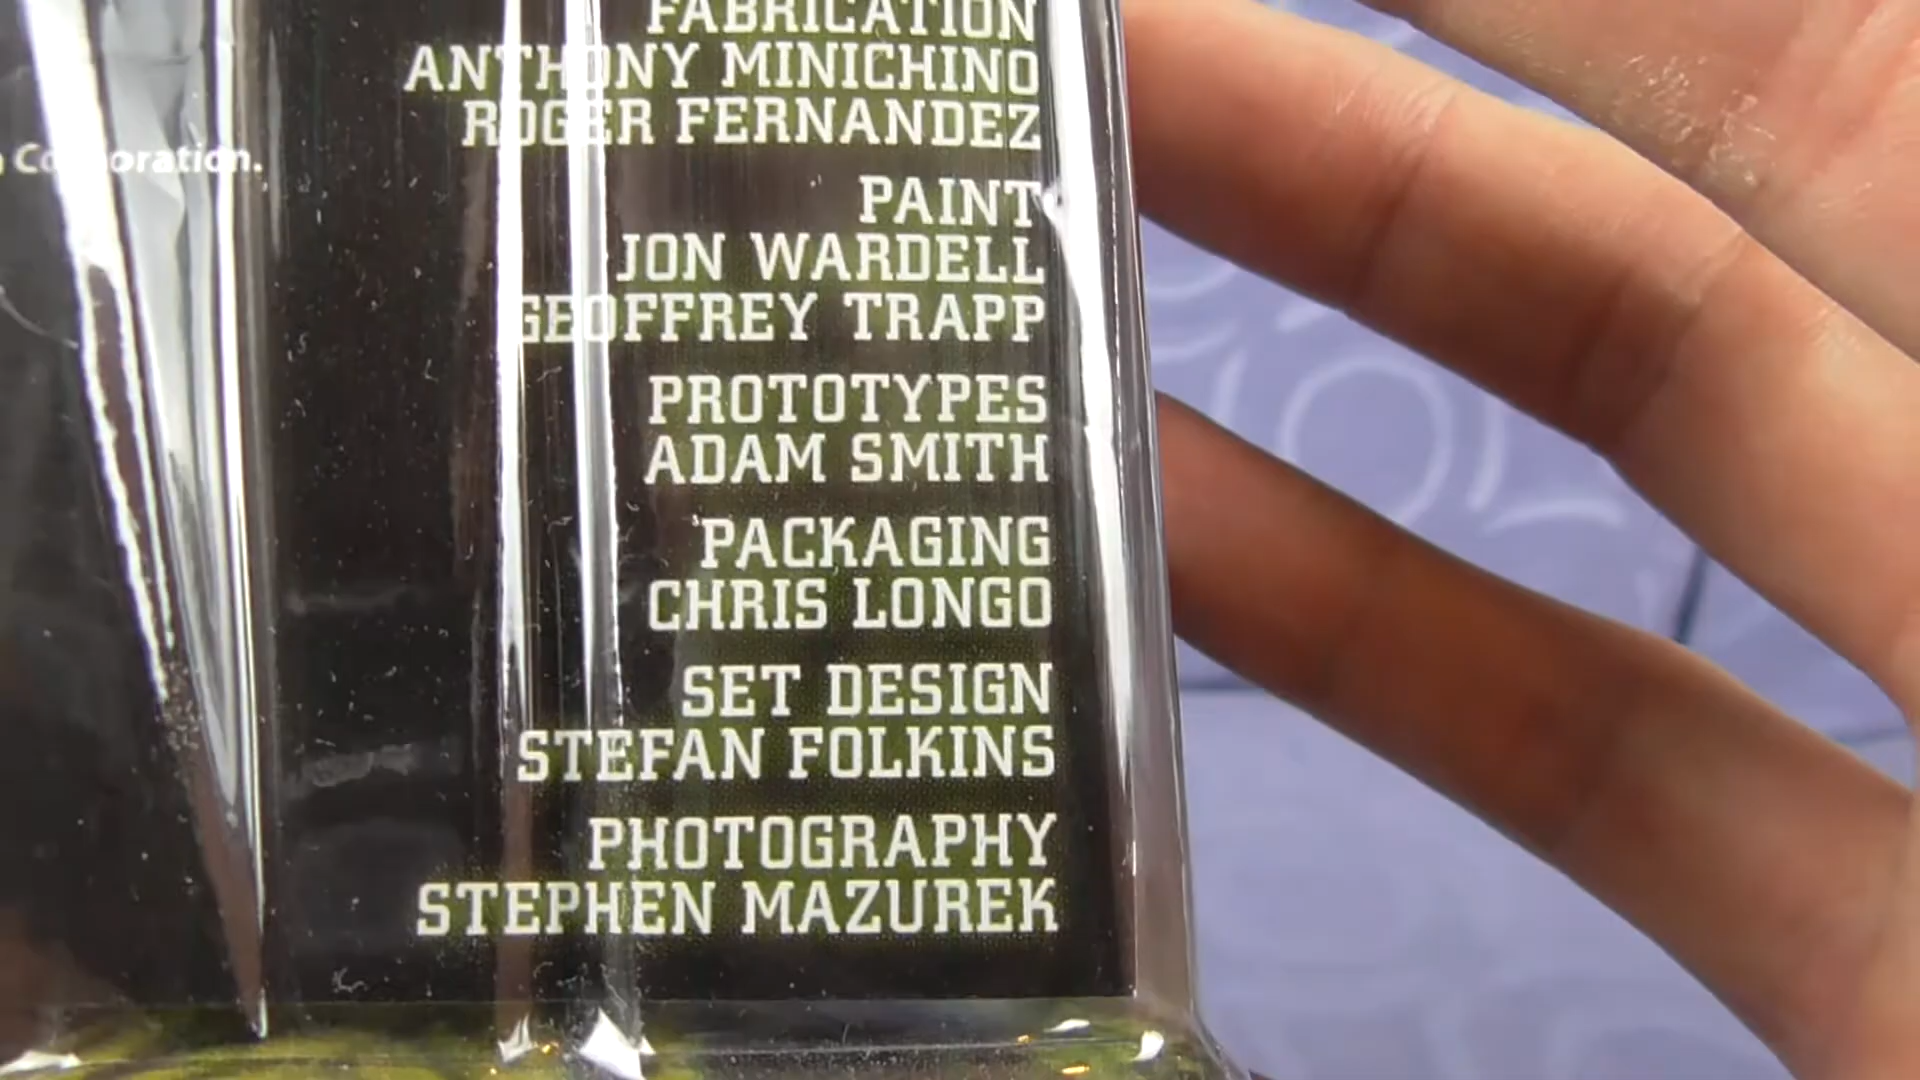 FABRICATION
ANTHONY MINICHINO
ROGER FERNANDEZ
Corporation.
PAINT
JON WARDELL
GEOFFREY TRAPP
PROTOTYPES
ADAM SMITH
PACKAGING
CHRIS LONGO
SET DESIGN
STEFAN FOLKINS
PHOTOGRAPHY
STEPHEN MAZUREK